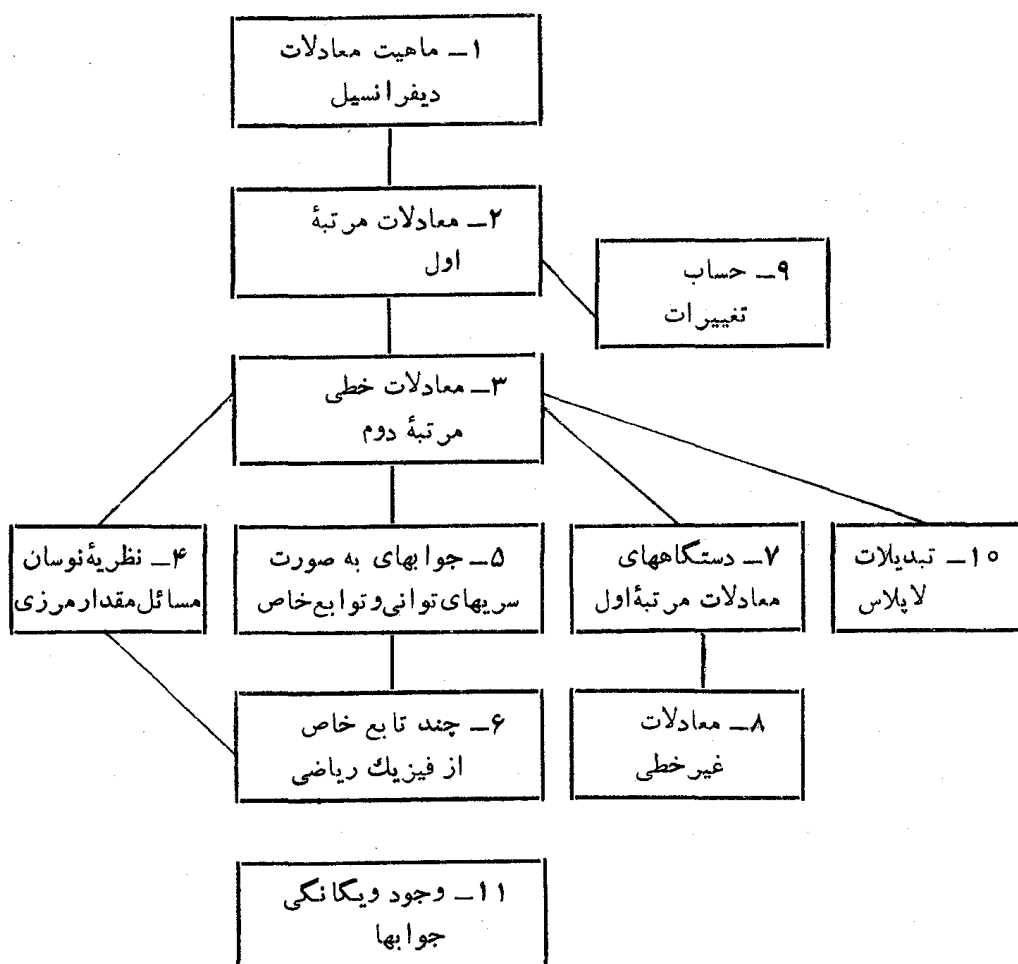 ۱ــ ماهیت معادلات
دیفرانسیل
۲ــ معادلات مرتبهٔ
اول
۹ــ حساب
تغییرات
۳ــ معادلات خطی
مرتبهٔ دوم
۴ــ نظریهٔ نوسان
مسائل مقدار مرزی
۵ــ جوابهای به صورت
سریهای توانی و توابع خاص
۷ــ دستگاههای
معادلات مرتبهٔ اول
۱۰ــ تبدیلات
لاپلاس
۶ــ چند تابع خاص
از فیزیك ریاضی
۸ــ معادلات
غیرخطی
۱۱ــ وجود ویگانگی
جوابها